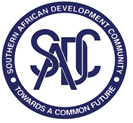 SOUTHERN AFRICAN DEVELOPMENT COMMUNITY
SADC
TOWARDS A COMMON FUTURE